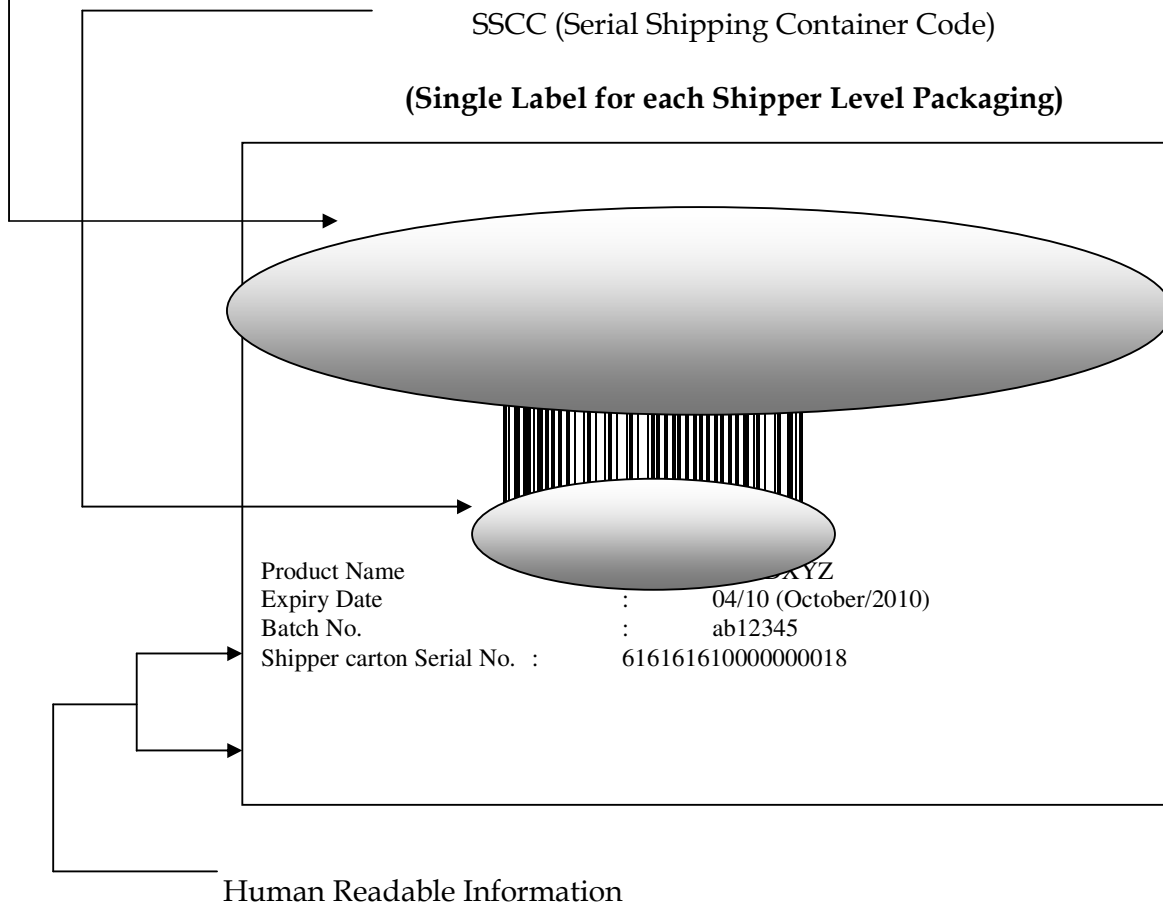 SSCC (Serial Shipping Container Code)
(Single Label for each Shipper Level Packaging)
Product Name
Expiry Date : 04/10 (October/2010)
Batch No. : ab12345
Shipper carton Serial No. : 616161610000000018
Human Readable Information